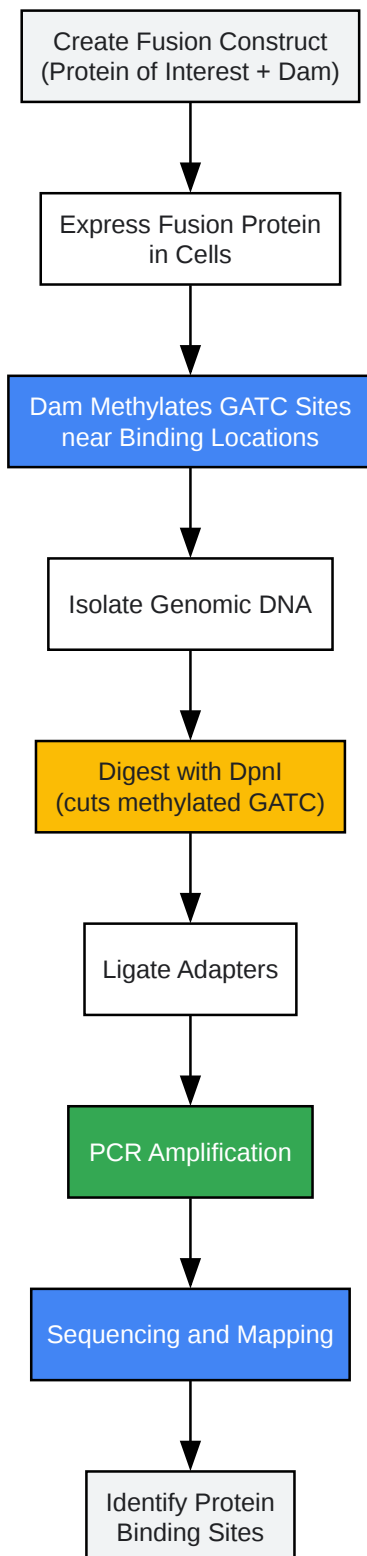 Create Fusion Construct
(Protein of Interest + Dam)
Express Fusion Protein
in Cells
Dam Methylates GATC Sites
near Binding Locations
Isolate Genomic DNA
Digest with DpnI
(cuts methylated GATC)
Ligate Adapters
PCR Amplification
Sequencing and Mapping
Identify Protein
Binding Sites